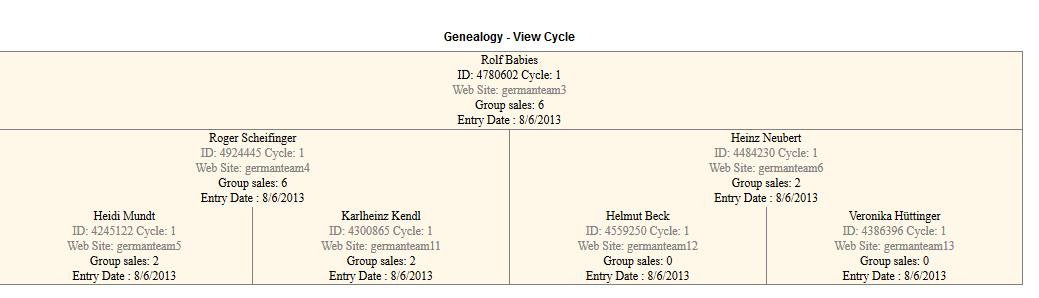 Genealogy - View Cycle
Rolf Babies
ID: 4780602 Cycle: 1
Web Site: germanteam3
Group sales: 6
Entry Date : 8/6/2013
Roger Scheifinger
ID: 4924445 Cycle: 1
Web Site: germanteam4
Group sales: 6
Entry Date : 8/6/2013
Heinz Neubert
ID: 4484230 Cycle: 1
Web Site: germanteam6
Group sales: 2
Entry Date : 8/6/2013
Heidi Mundt
ID: 4245122 Cycle: 1
Web Site: germanteam5
Group sales: 2
Entry Date : 8/6/2013
Karlheinz Kendl
ID: 4300865 Cycle: 1
Web Site: germanteam11
Group sales: 2
Entry Date : 8/6/2013
Helmut Beck
ID: 4559250 Cycle: 1
Web Site: germanteam12
Group sales: 0
Entry Date : 8/6/2013
Veronika Hüttinger
ID: 4386396 Cycle: 1
Web Site: germanteam13
Group sales: 0
Entry Date : 8/6/2013